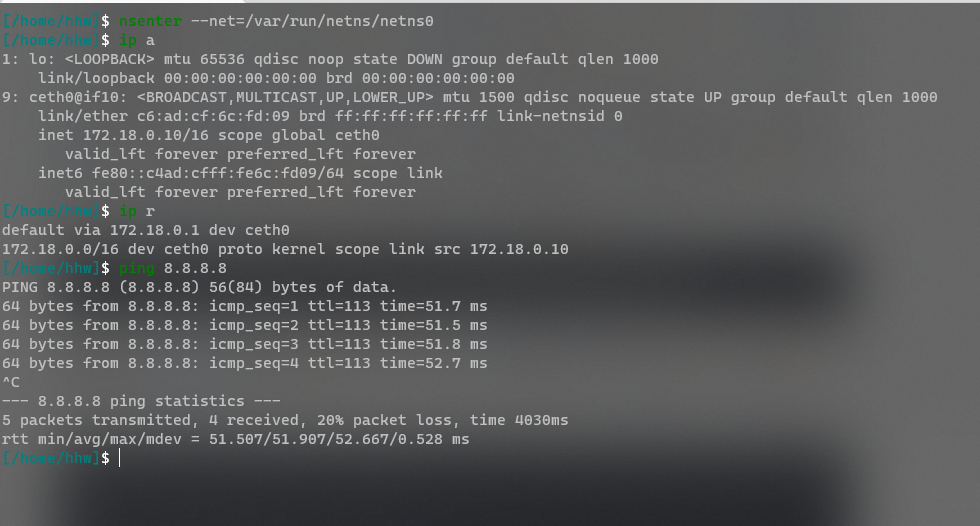 [/home/hhw]$ nsenter --net=/var/run/netns/netns0
[/home/hhw]$ ip a
1: lo: <LOOPBACK> mtu 65536 qdisc noop state DOWN group default qlen 1000
    link/loopback 00:00:00:00:00:00 brd 00:00:00:00:00:00
9: ceth0@if10: <BROADCAST,MULTICAST,UP,LOWER_UP> mtu 1500 qdisc noqueue state UP group default qlen 1000
    link/ether c6:ad:cf:6c:fd:09 brd ff:ff:ff:ff:ff:ff link-netnsid 0
    inet 172.18.0.10/16 scope global ceth0
       valid_lft forever preferred_lft forever
    inet6 fe80::c4ad:cfff:fe6c:fd09/64 scope link
       valid_lft forever preferred_lft forever
[/home/hhw]$ ip r
default via 172.18.0.1 dev ceth0
172.18.0.0/16 dev ceth0 proto kernel scope link src 172.18.0.10
[/home/hhw]$ ping 8.8.8.8
PING 8.8.8.8 (8.8.8.8) 56(84) bytes of data.
64 bytes from 8.8.8.8: icmp_seq=1 ttl=113 time=51.7 ms
64 bytes from 8.8.8.8: icmp_seq=2 ttl=113 time=51.5 ms
64 bytes from 8.8.8.8: icmp_seq=3 ttl=113 time=51.8 ms
64 bytes from 8.8.8.8: icmp_seq=4 ttl=113 time=52.7 ms
^C
--- 8.8.8.8 ping statistics ---
5 packets transmitted, 4 received, 20% packet loss, time 4030ms
rtt min/avg/max/mdev = 51.507/51.907/52.667/0.528 ms
[/home/hhw]$